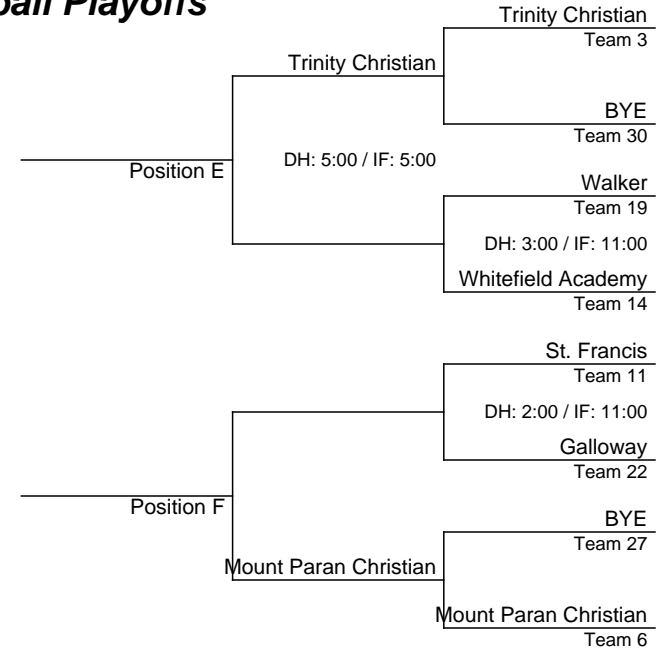 Playoffs
Trinity Christian
Team 3
Trinity Christian
BYE
Team 30
DH: 5:00 / IF: 5:00
Position E
Walker
Team 19
DH: 3:00 / IF: 11:00
Whitefield Academy
Team 14
St. Francis
Team 11
DH: 2:00 / IF: 11:00
Galloway
Team 22
Position F
BYE
Team 27
Mount Paran Christian
Mount Paran Christian
Team 6